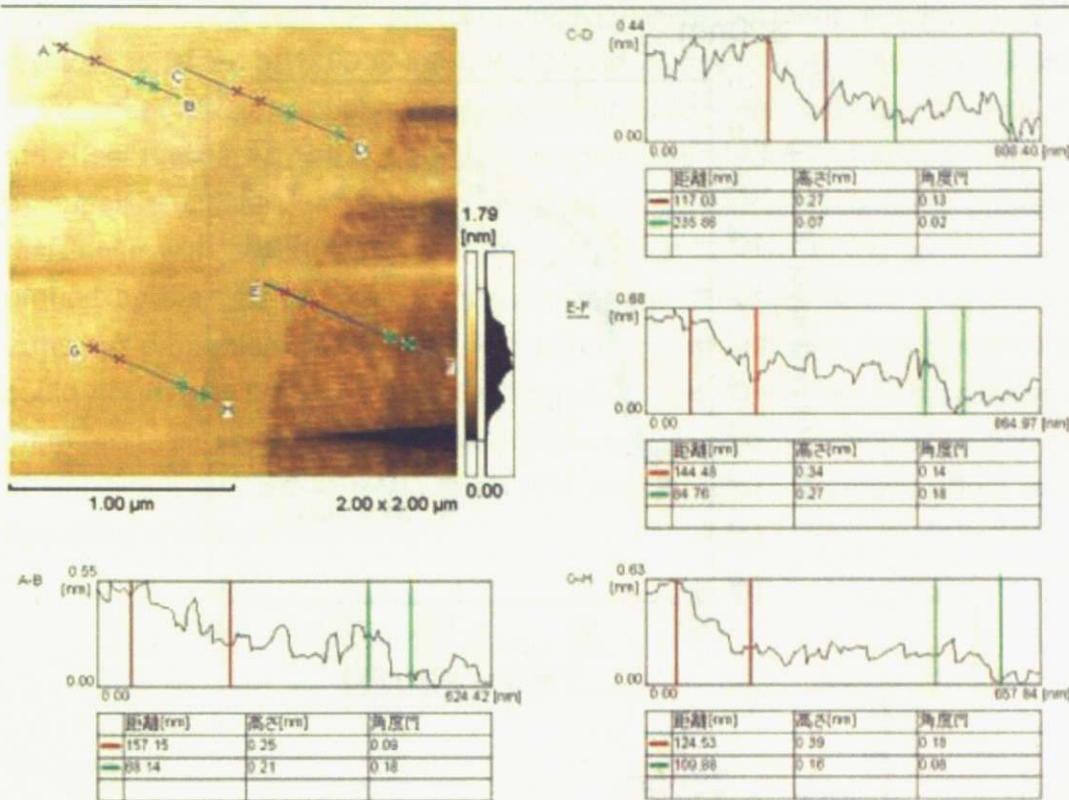 A
B
C
D
E
F
G
H
1.79
[nm]
0.00
1.00 µm
2.00 x 2.00 µm
C-D
0.44
[nm]
0.00
0.00
808.40 [nm]
距離[nm] 高さ[nm] 角度[°]
117.03 0.27 0.13
235.86 0.07 0.02
E-F
0.68
[nm]
0.00
0.00
864.97 [nm]
距離[nm] 高さ[nm] 角度[°]
144.48 0.34 0.14
84.76 0.27 0.18
A-B
0.55
[nm]
0.00
0.00
624.42 [nm]
距離[nm] 高さ[nm] 角度[°]
157.15 0.25 0.09
68.14 0.21 0.18
G-H
0.63
[nm]
0.00
0.00
657.84 [nm]
距離[nm] 高さ[nm] 角度[°]
124.53 0.39 0.18
109.88 0.16 0.08